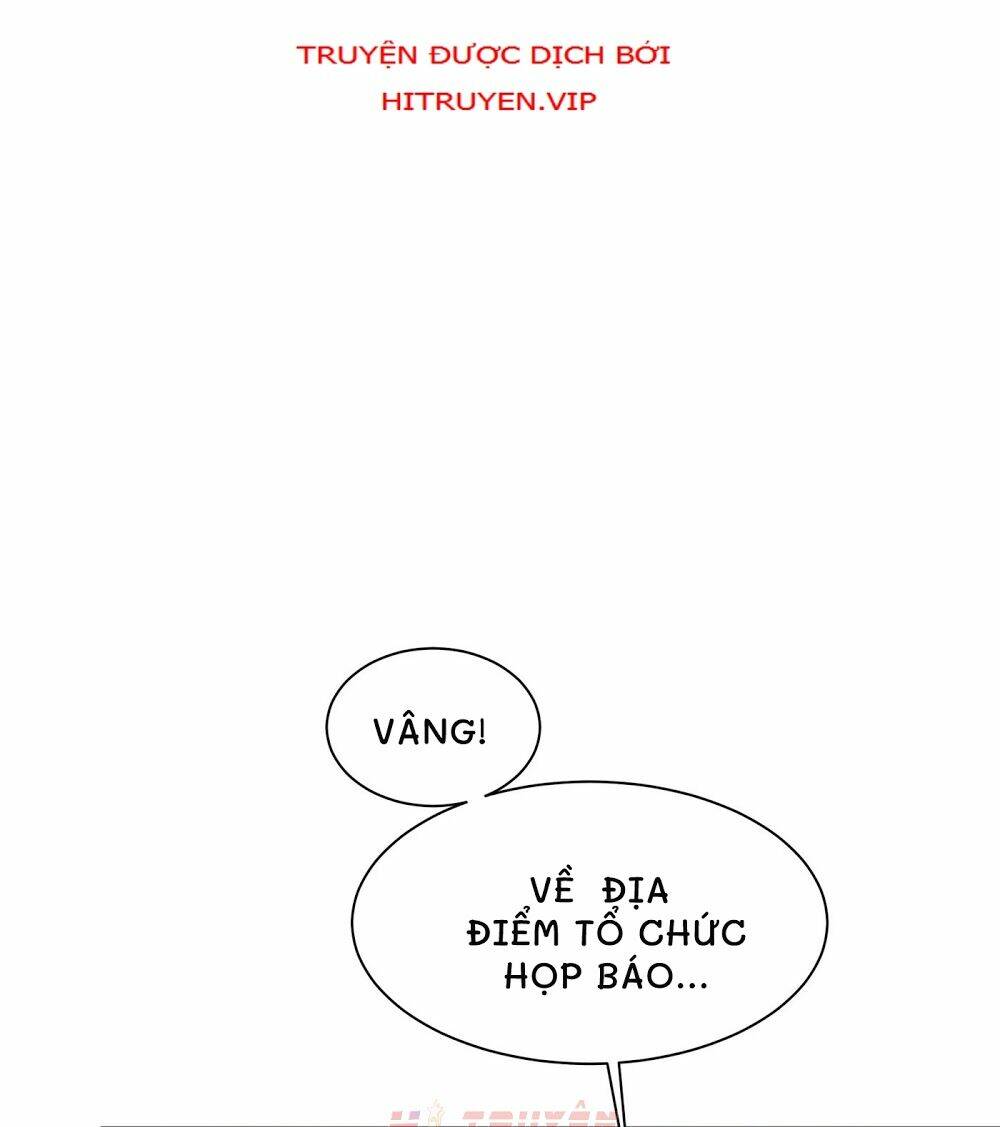 TRUYỆN ĐƯỢC DỊCH BỞI
HITRUYEN.VIP
VÂNG!
VỀ ĐỊA
ĐIỂM TỔ CHỨC
HỌP BÁO...